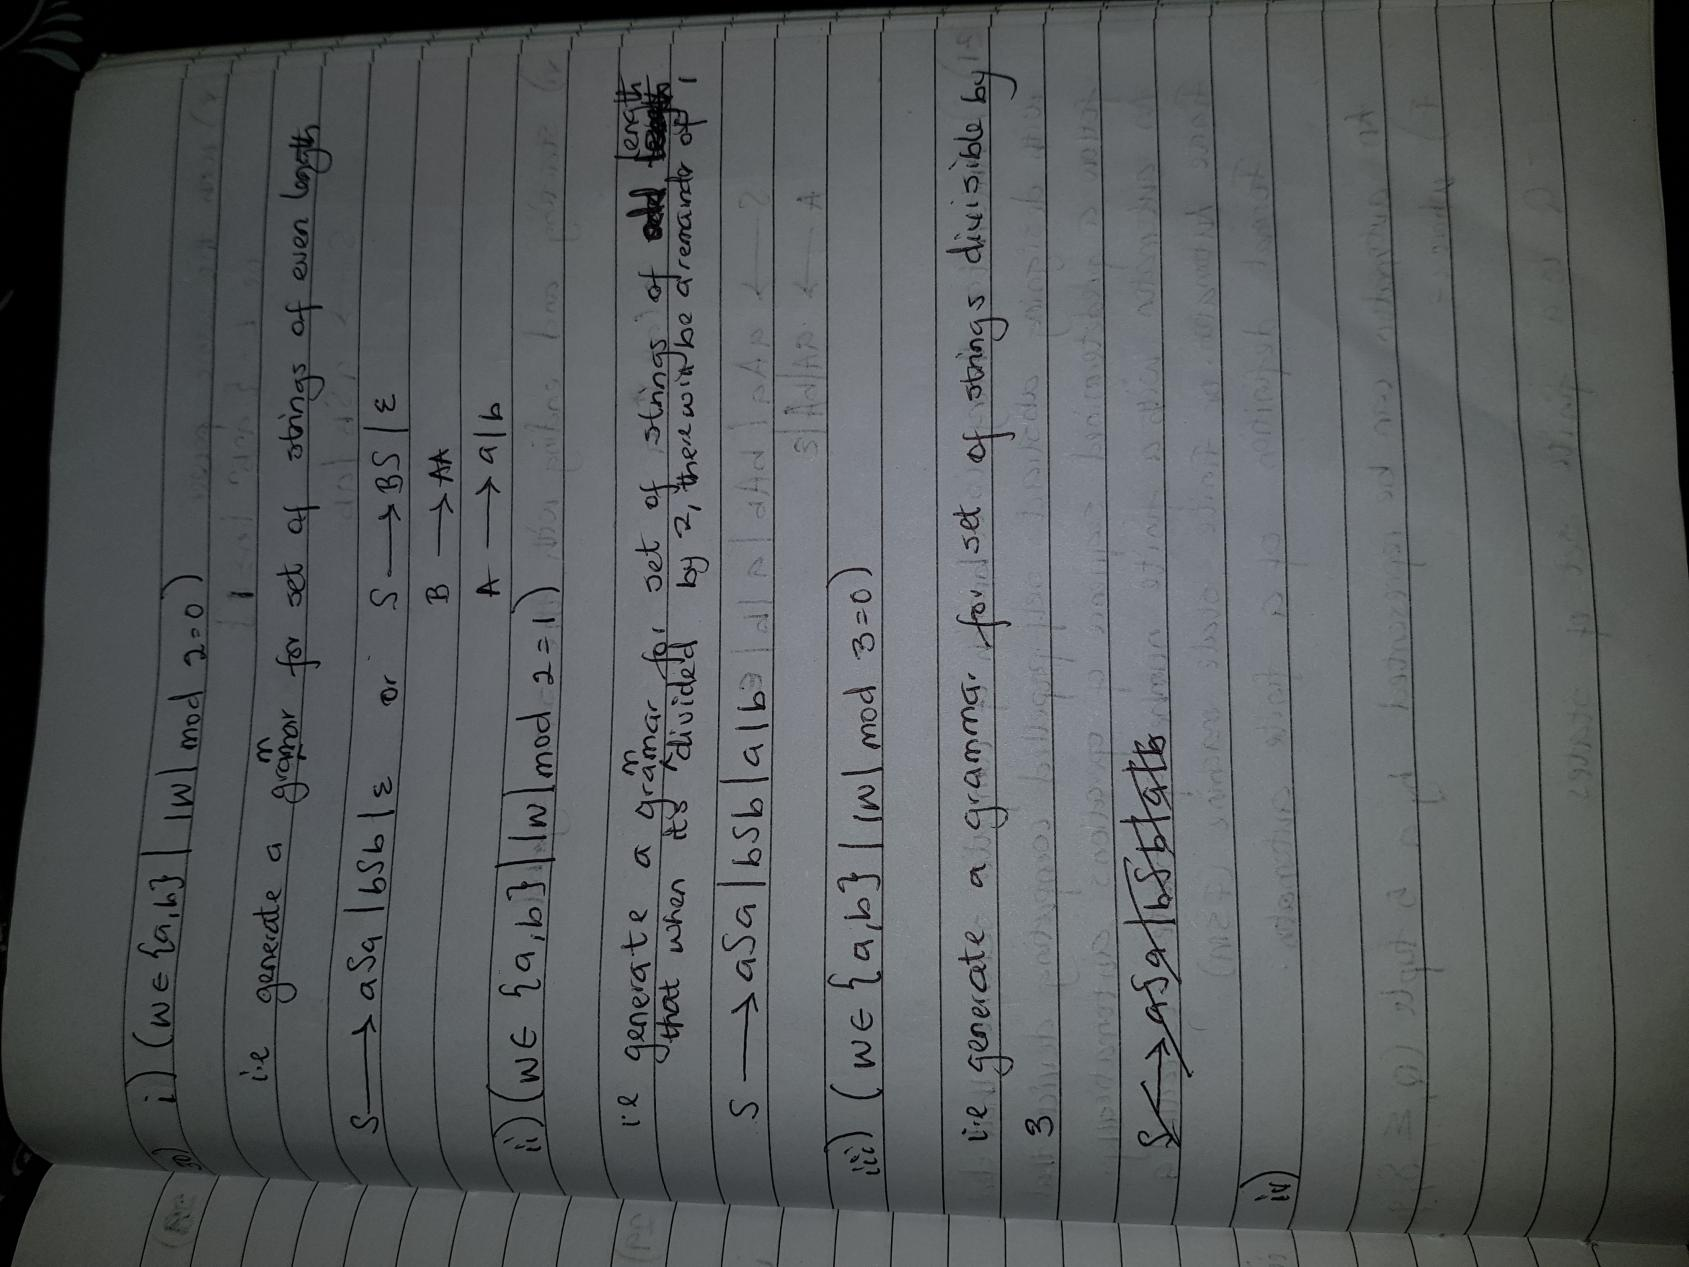 30) i) (W∈{a,b} | |W| mod 2=0)
i.e generate a grammar for set of strings of even length
S → aSa | bSb | ε or S → BS | ε
B → AA
A → a | b
ii) (W∈ {a,b} | |W| mod 2=1)
i.e generate a grammar for set of strings of length
that when it's divided by 2, there will be a remainder of 1
S → aSa | bSb | a | b
iii) (W∈ {a,b} | |W| mod 3=0)
i.e generate a grammar for set of strings divisible by
3
S → aSa | bSb | a | b
iv)